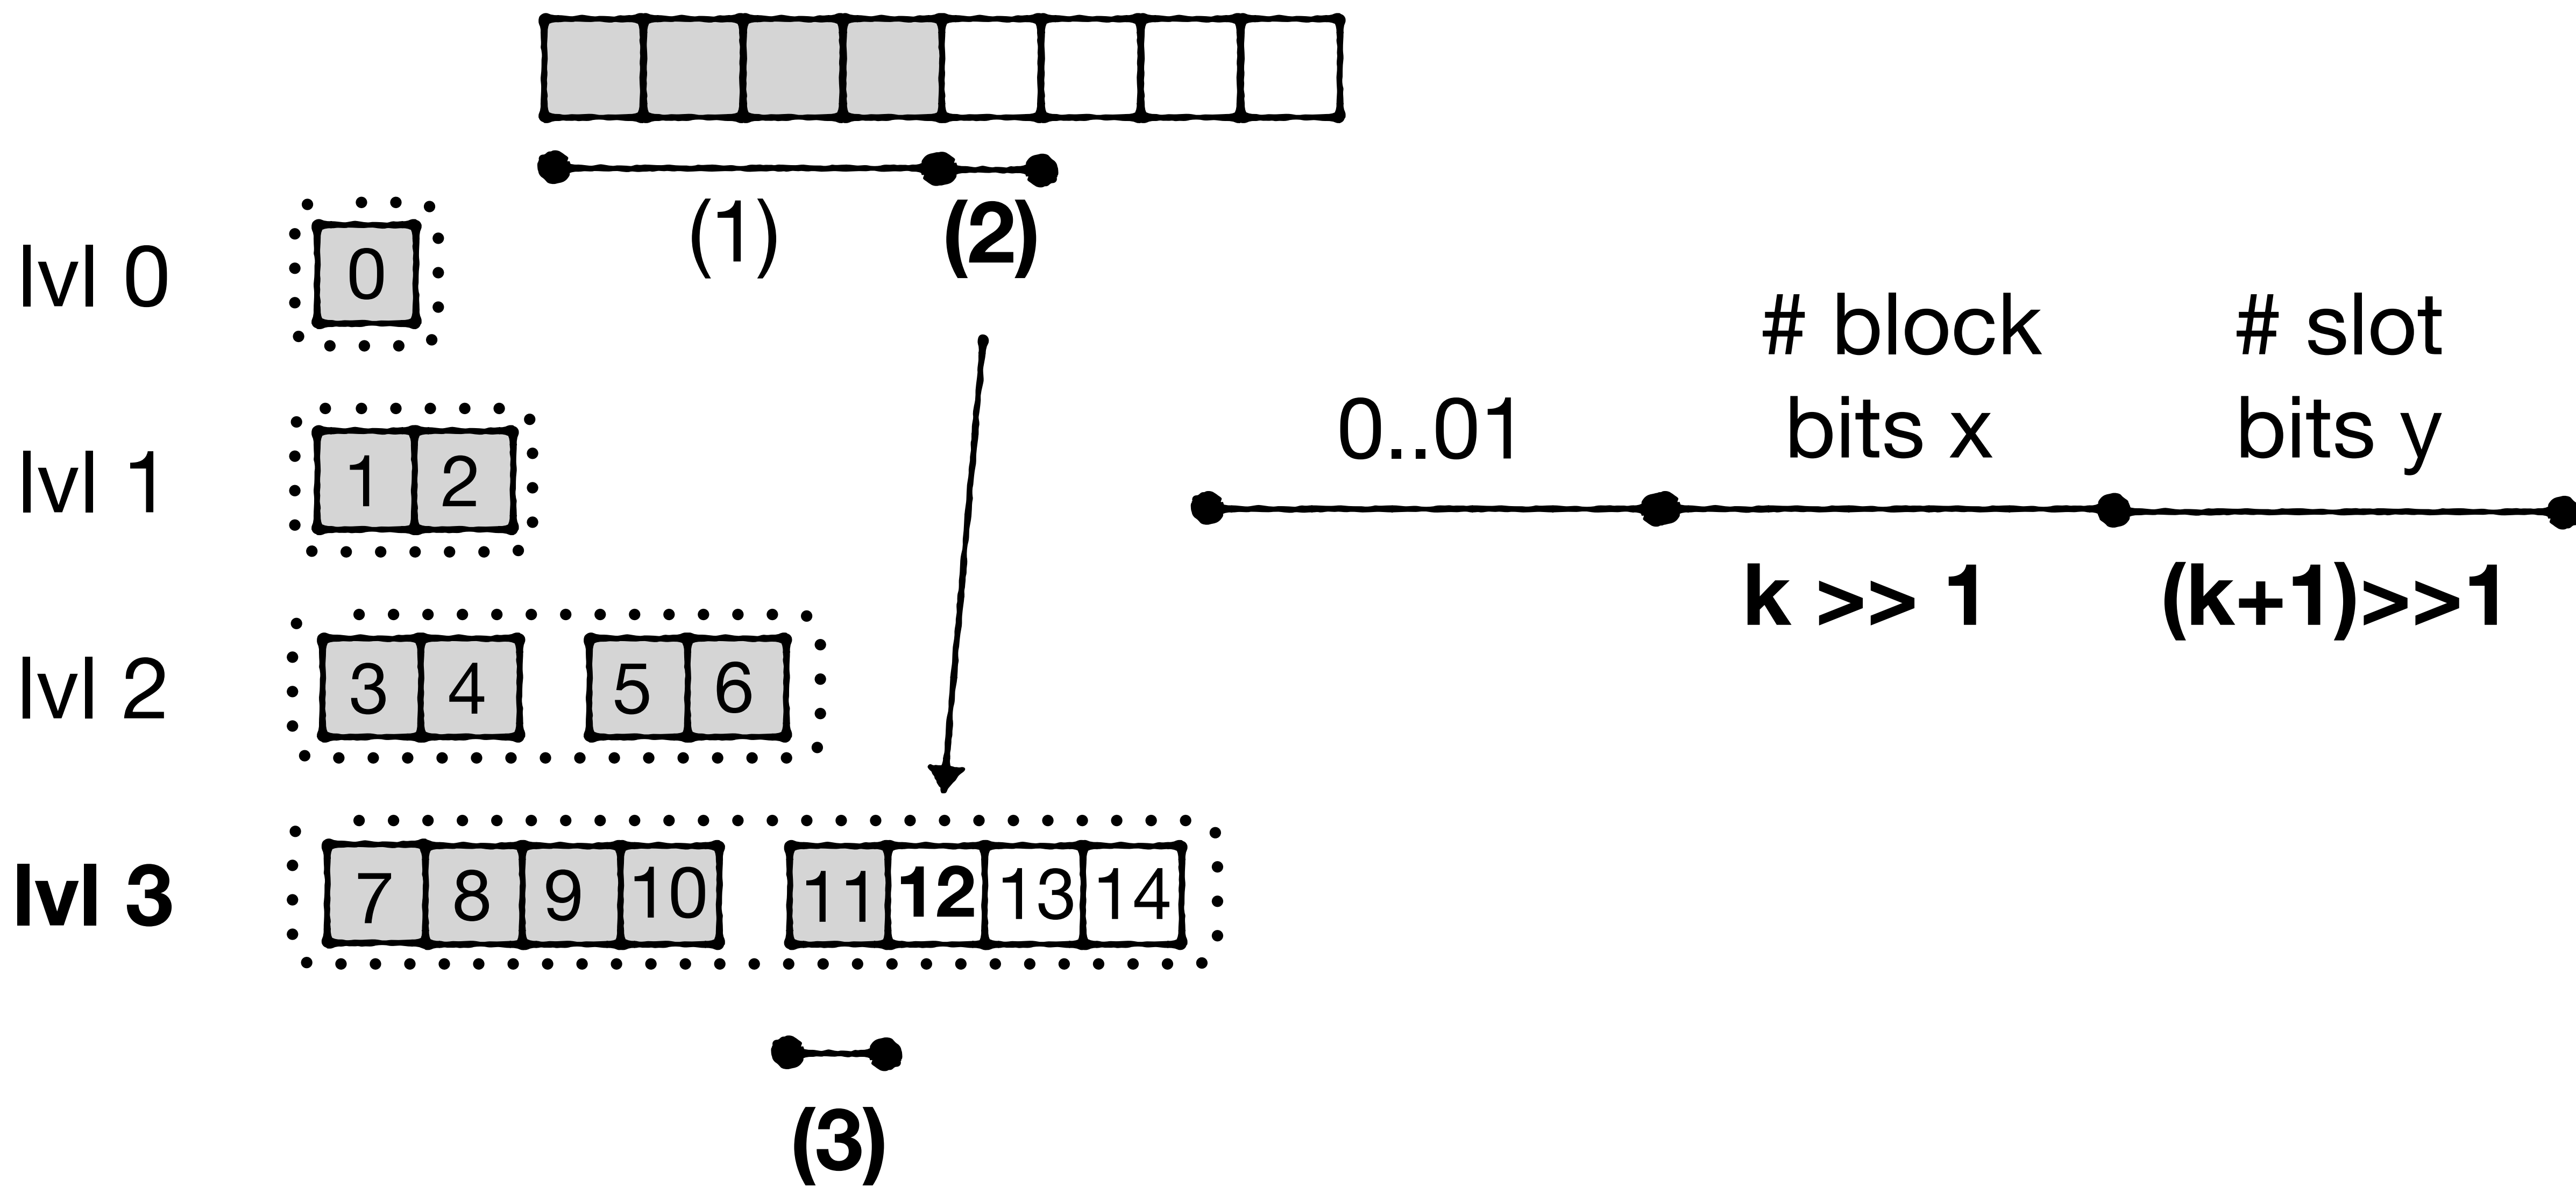 (1) (2)
lvl 0 0
# block # slot
0..01 bits x bits y
lvl 1 1 2
k >> 1 (k+1)>>1
lvl 2 3 4 5 6
lvl 3 7 8 9 10 11 12 13 14
(3)